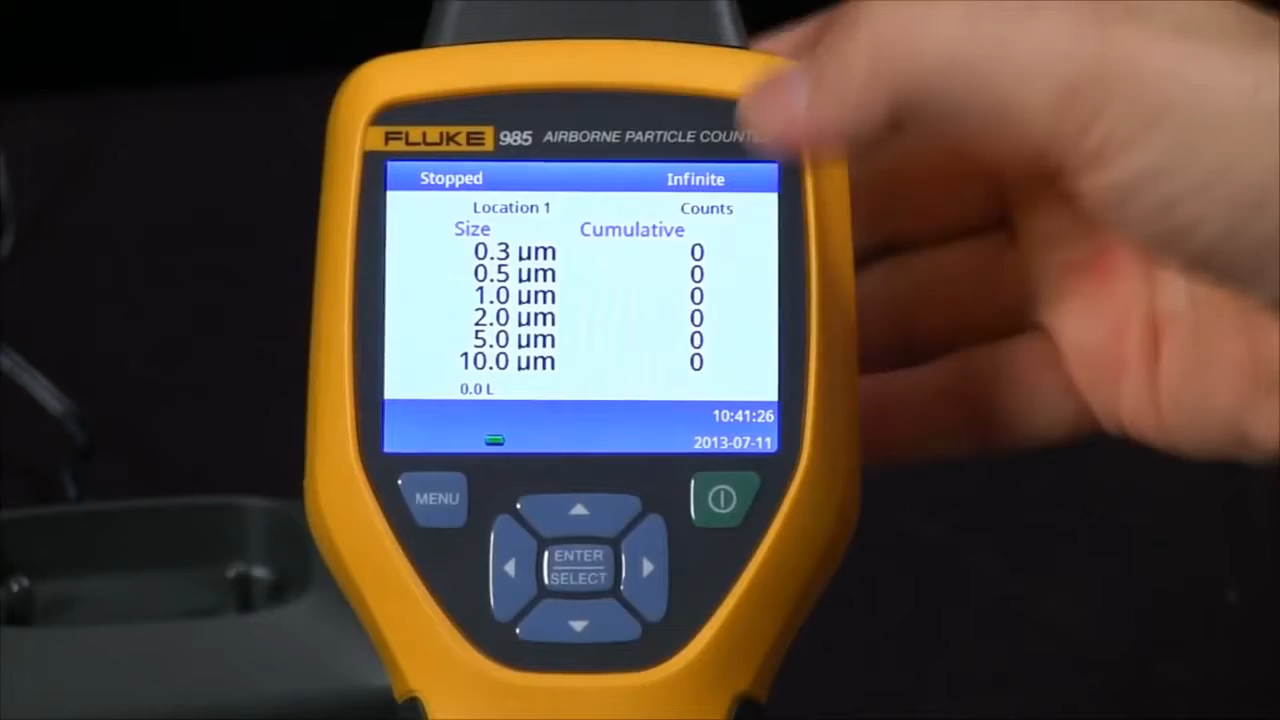 FLUKE 985 AIRBORNE PARTICLE COUNTE
Stopped Infinite
Location 1 Counts
Size Cumulative
0.3 µm 0
0.5 µm 0
1.0 µm 0
2.0 µm 0
5.0 µm 0
10.0 µm 0
0.0 L
10:41:26
2013-07-11
MENU
ENTER
SELECT